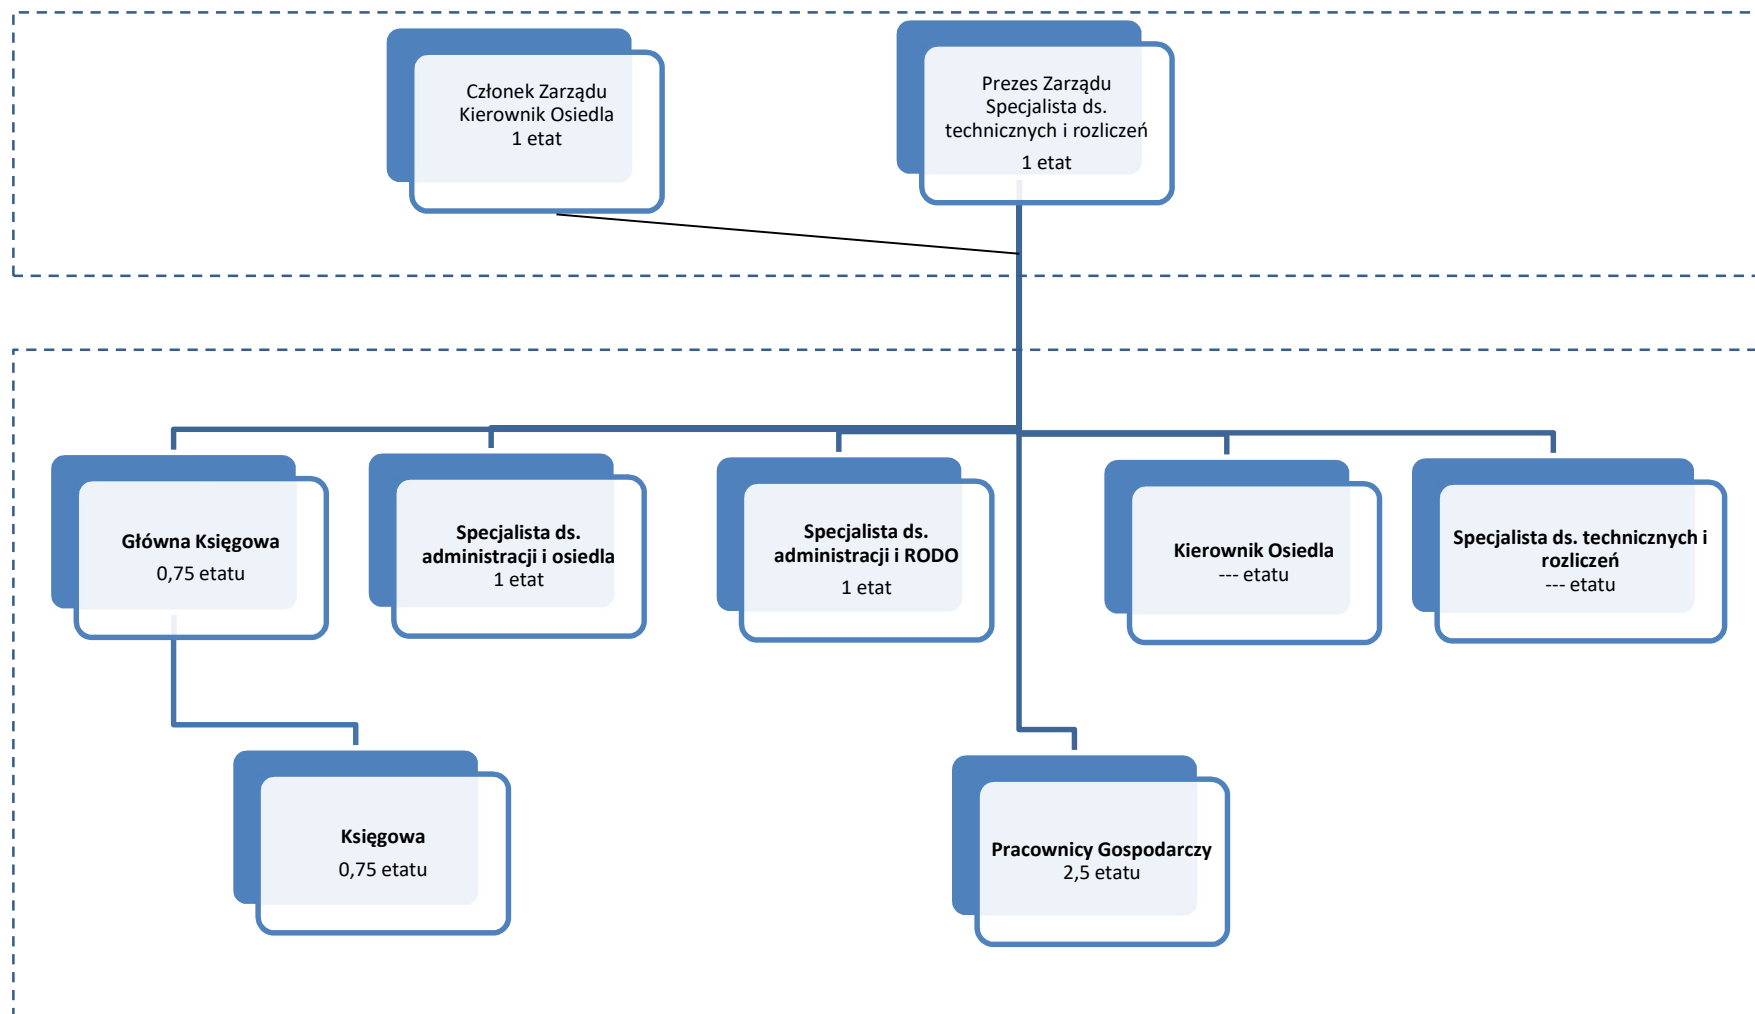 Członek Zarządu
Kierownik Osiedla
1 etat
Prezes Zarządu
Specjalista ds.
technicznych i rozliczeń
1 etat
Główna Księgowa
0,75 etatu
Specjalista ds.
administracji i osiedla
1 etat
Specjalista ds.
administracji i RODO
1 etat
Kierownik Osiedla
--- etatu
Specjalista ds. technicznych i
rozliczeń
--- etatu
Księgowa
0,75 etatu
Pracownicy Gospodarczy
2,5 etatu